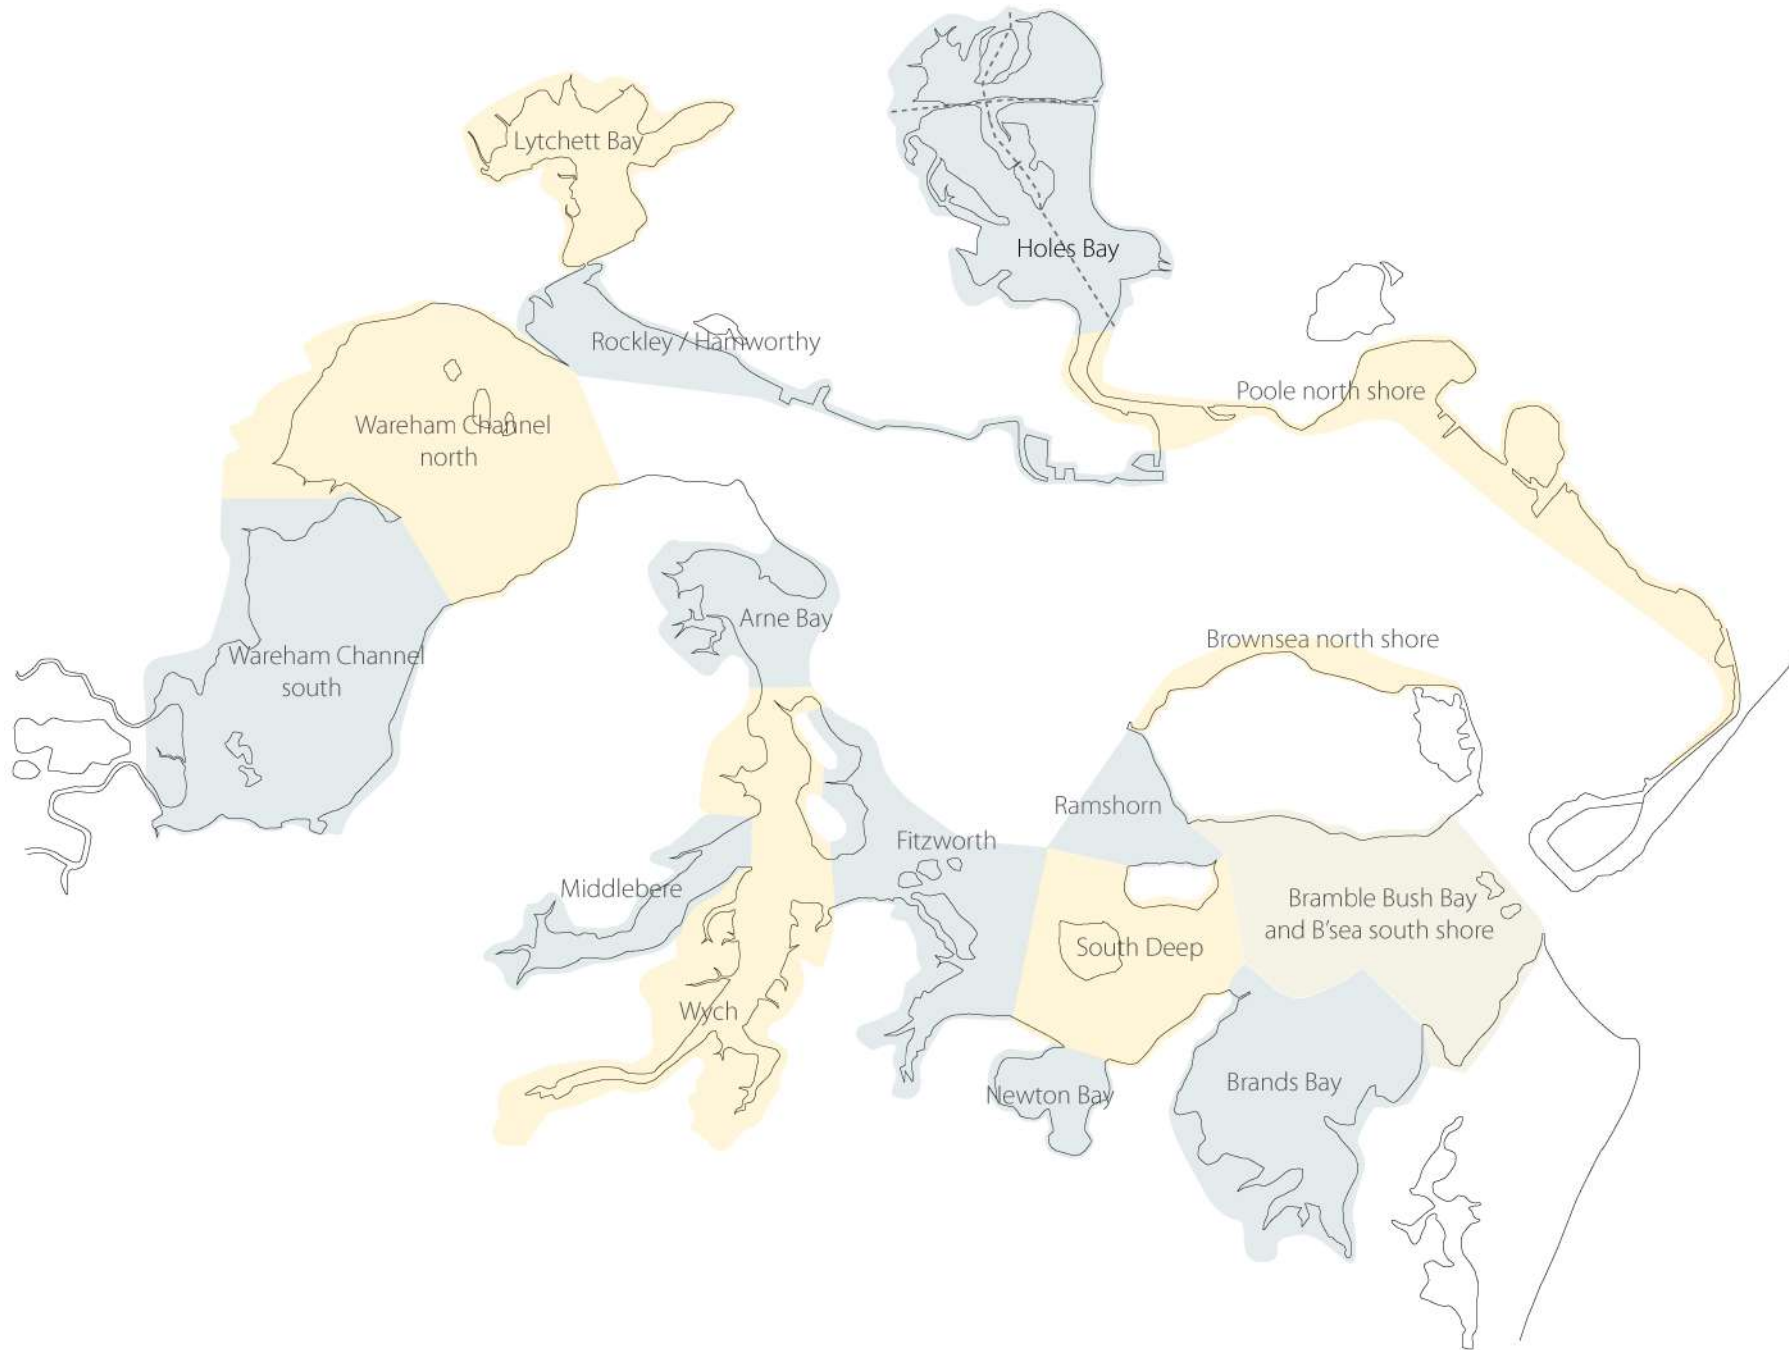 Lytchett Bay
Holes Bay
Rockley / Hamworthy
Poole north shore
Wareham Channel
north
Arne Bay
Brownsea north shore
Wareham Channel
south
Ramshorn
Fitzworth
Middlebere
Bramble Bush Bay
and B'sea south shore
South Deep
Wych
Newton Bay
Brands Bay